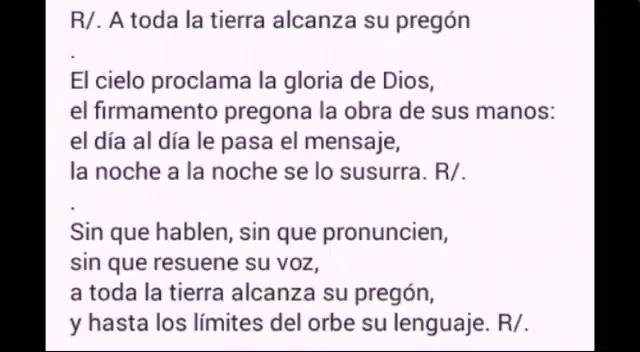 R/. A toda la tierra alcanza su pregón
.
El cielo proclama la gloria de Dios,
el firmamento pregona la obra de sus manos:
el día al día le pasa el mensaje,
la noche a la noche se lo susurra. R/.
.
Sin que hablen, sin que pronuncien,
sin que resuene su voz,
a toda la tierra alcanza su pregón,
y hasta los límites del orbe su lenguaje. R/.